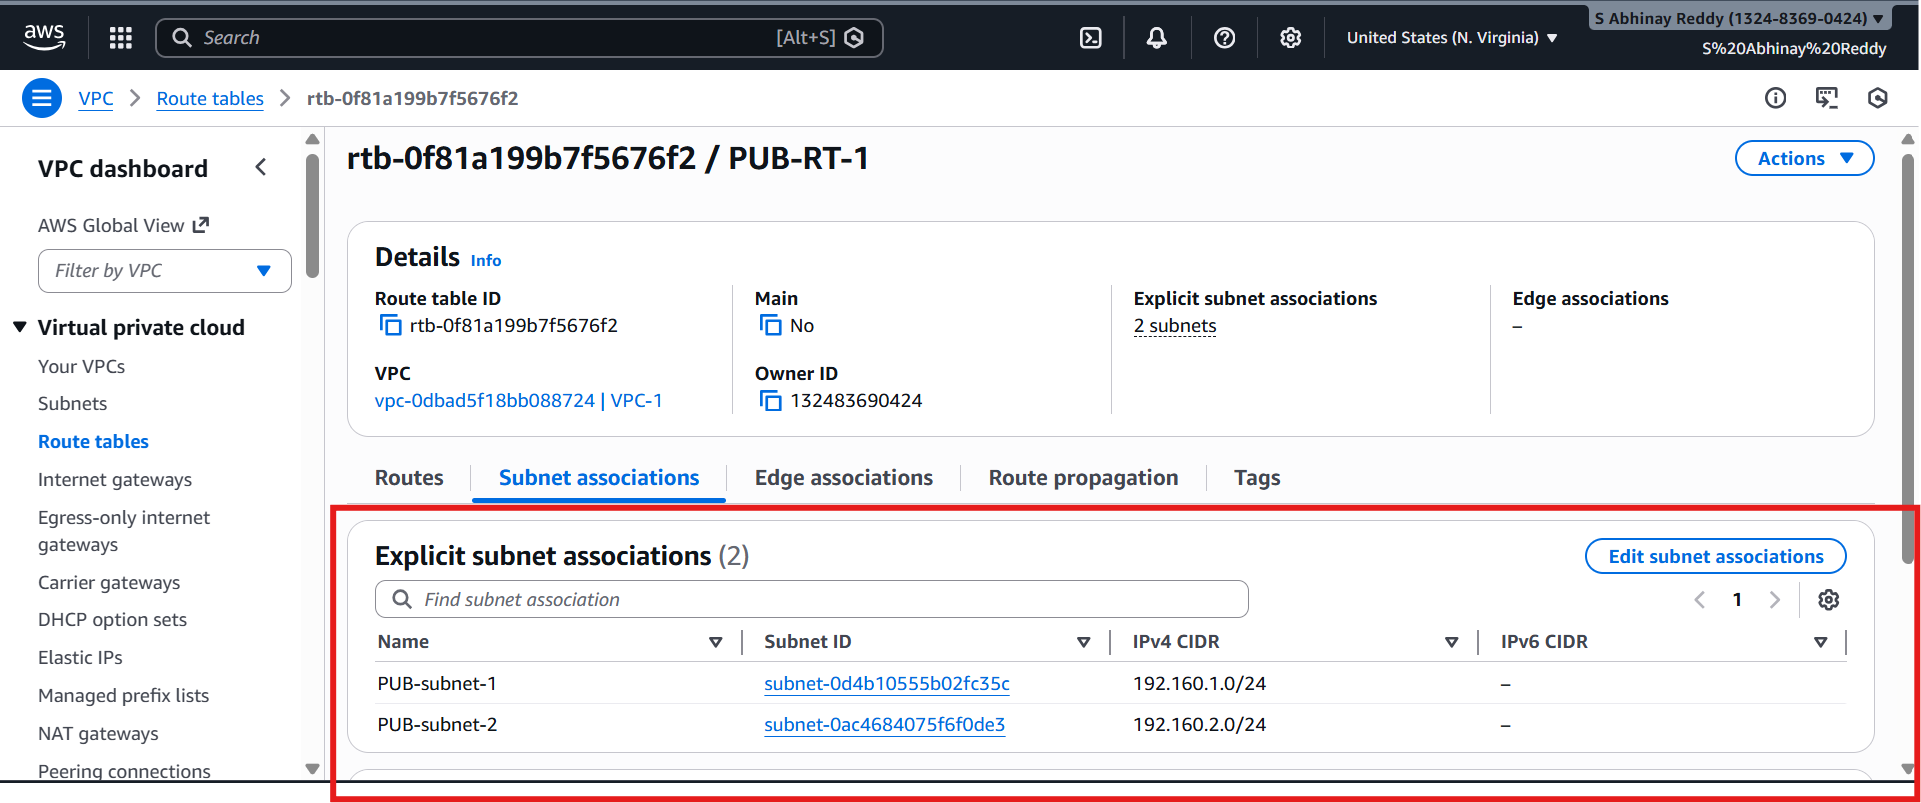 aws
Search
[Alt+S]
United States (N. Virginia)
S Abhinay Reddy (1324-8369-0424)
S%20Abhinay%20Reddy
VPC
Route tables
rtb-0f81a199b7f5676f2
VPC dashboard
AWS Global View
Filter by VPC
Virtual private cloud
Your VPCs
Subnets
Route tables
Internet gateways
Egress-only internet
gateways
Carrier gateways
DHCP option sets
Elastic IPs
Managed prefix lists
NAT gateways
Peering connections
rtb-0f81a199b7f5676f2 / PUB-RT-1
Actions
Details Info
Route table ID
rtb-0f81a199b7f5676f2
Main
No
Explicit subnet associations
2 subnets
Edge associations
–
VPC
vpc-0dbad5f18bb088724 | VPC-1
Owner ID
132483690424
Routes
Subnet associations
Edge associations
Route propagation
Tags
Explicit subnet associations (2)
Edit subnet associations
Find subnet association
1
Name Subnet ID IPv4 CIDR IPv6 CIDR
PUB-subnet-1 subnet-0d4b10555b02fc35c 192.160.1.0/24 –
PUB-subnet-2 subnet-0ac4684075f6f0de3 192.160.2.0/24 –